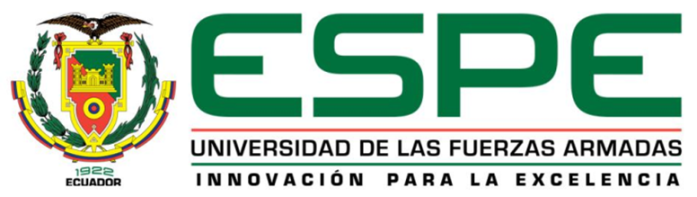 ESPE
UNIVERSIDAD DE LAS FUERZAS ARMADAS
INNOVACIÓN PARA LA EXCELENCIA
1922
ECUADOR